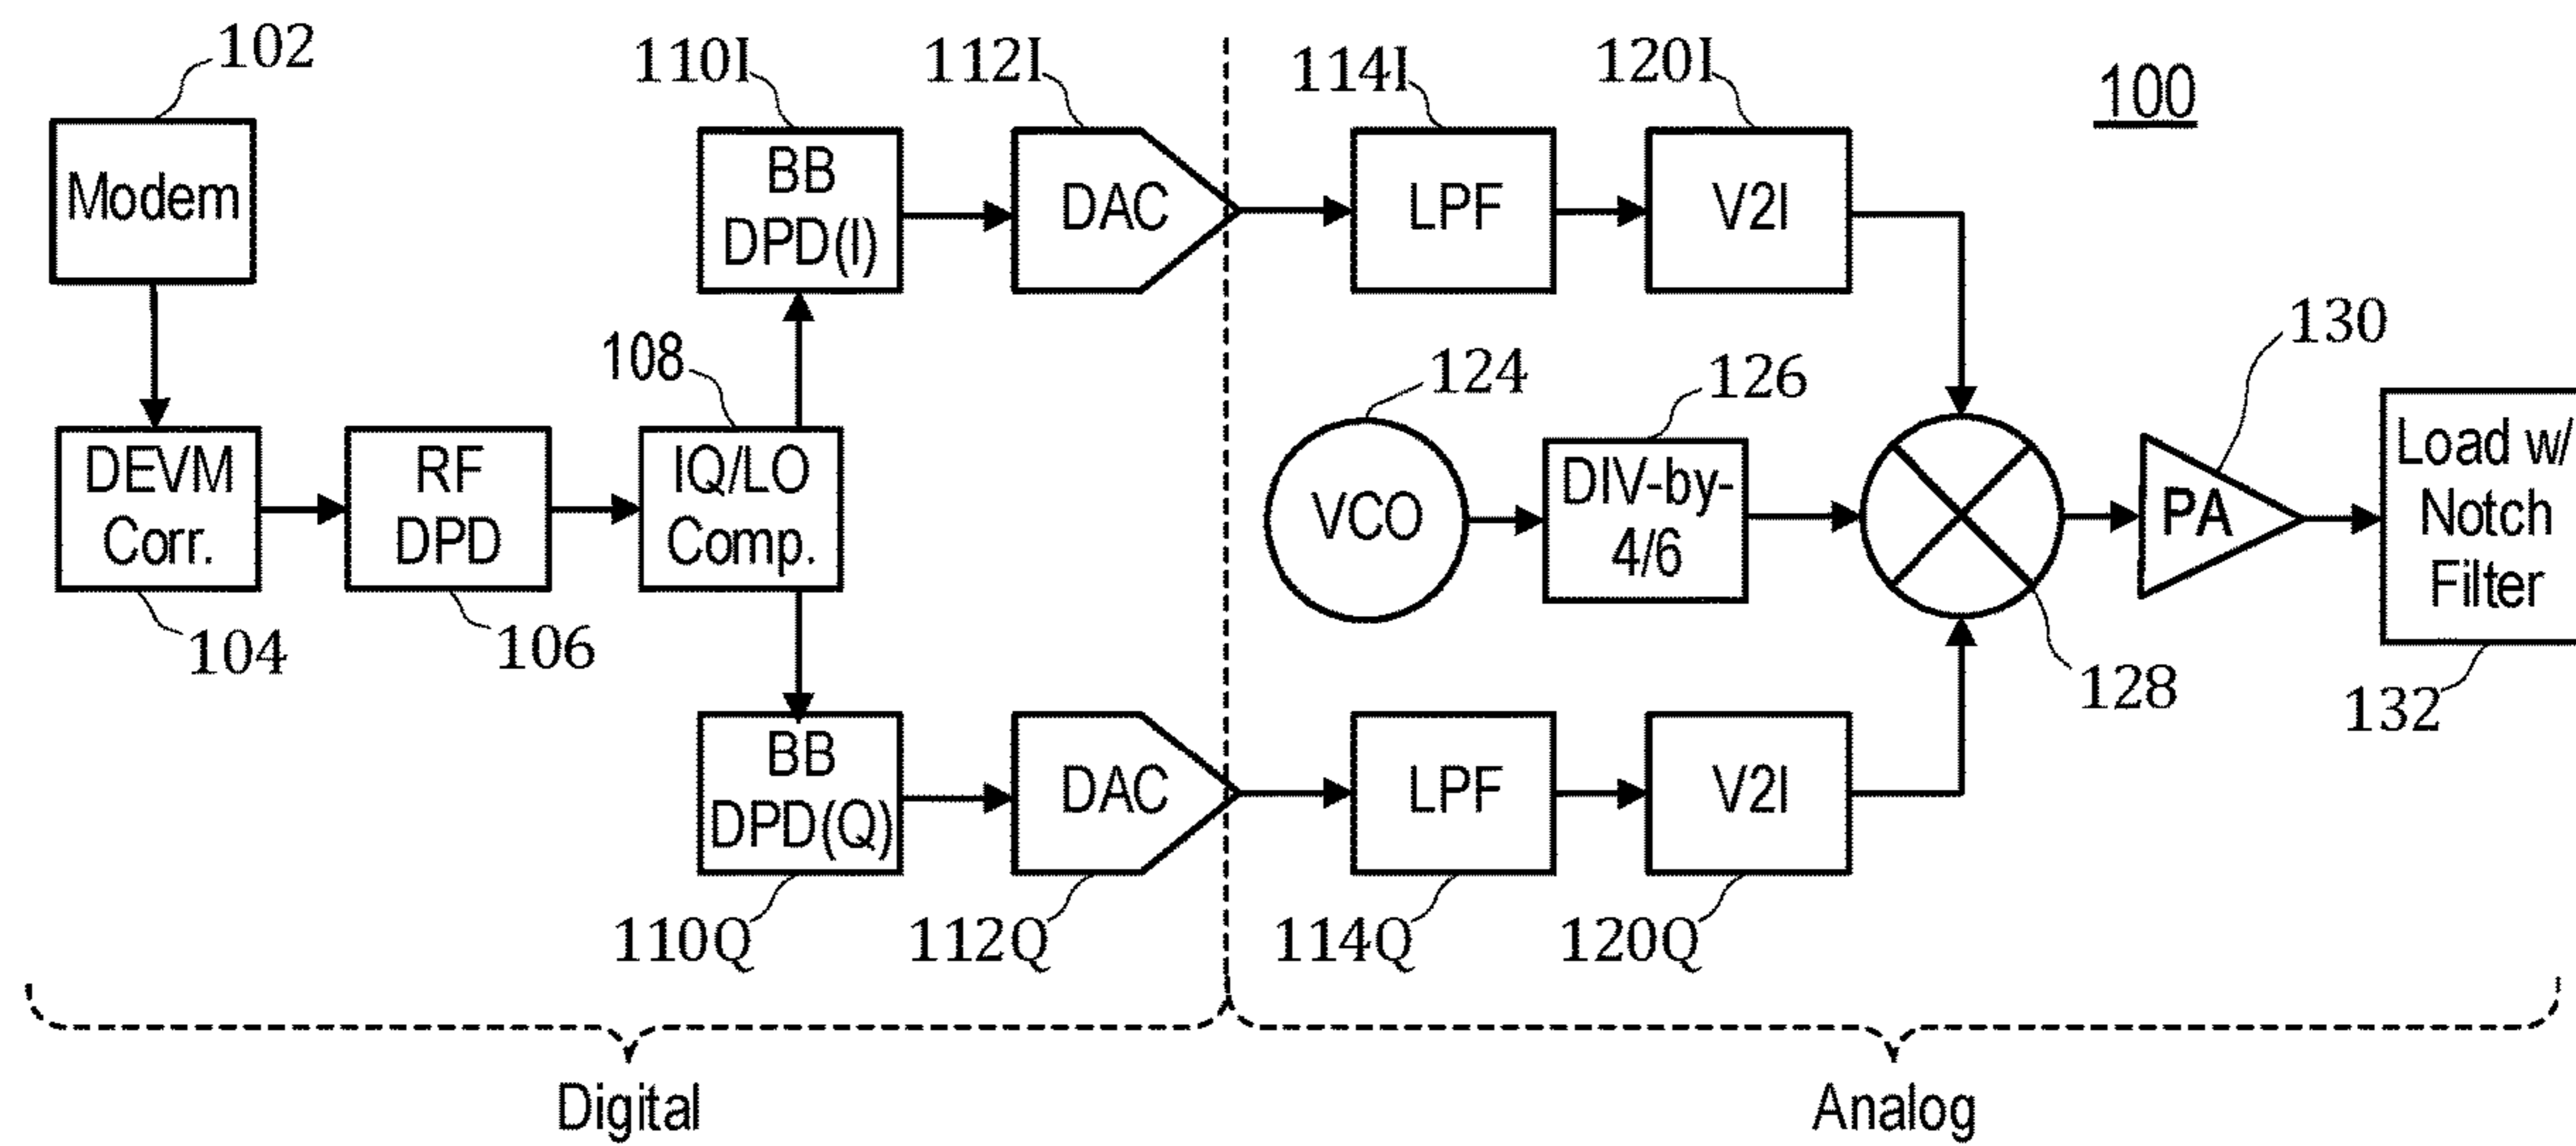 102
110I
112I
114I
120I
100
Modem
BB
DPD(I)
DAC
LPF
V2I
108
124
126
130
DEVM
Corr.
RF
DPD
IQ/LO
Comp.
VCO
DIV-by-
4/6
PA
Load w/
Notch
Filter
104
106
128
132
BB
DPD(Q)
DAC
LPF
V2I
110Q
112Q
114Q
120Q
Digital
Analog